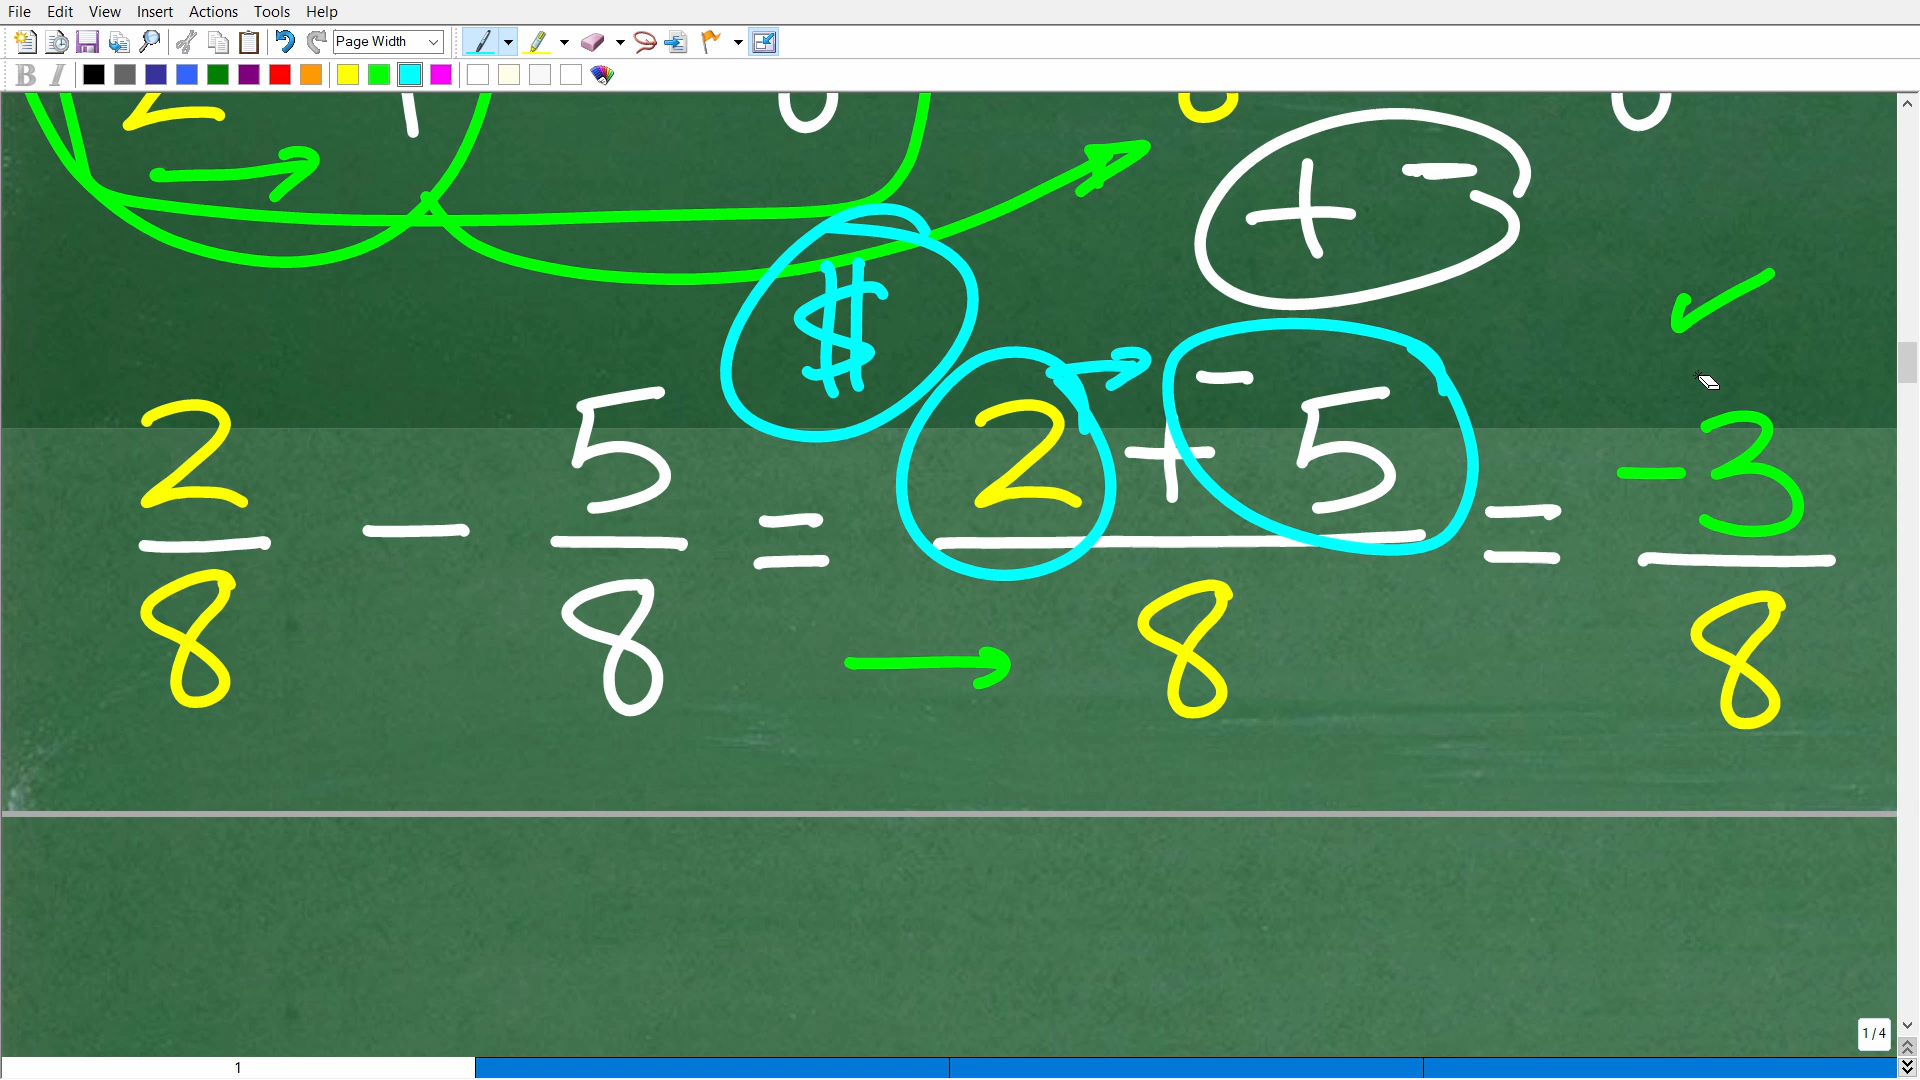 File Edit View Insert Actions Tools Help
Page Width
B I
+ -
$
2/8 - 5/8 = 2 + -5/8 = -3/8
1 / 4
1